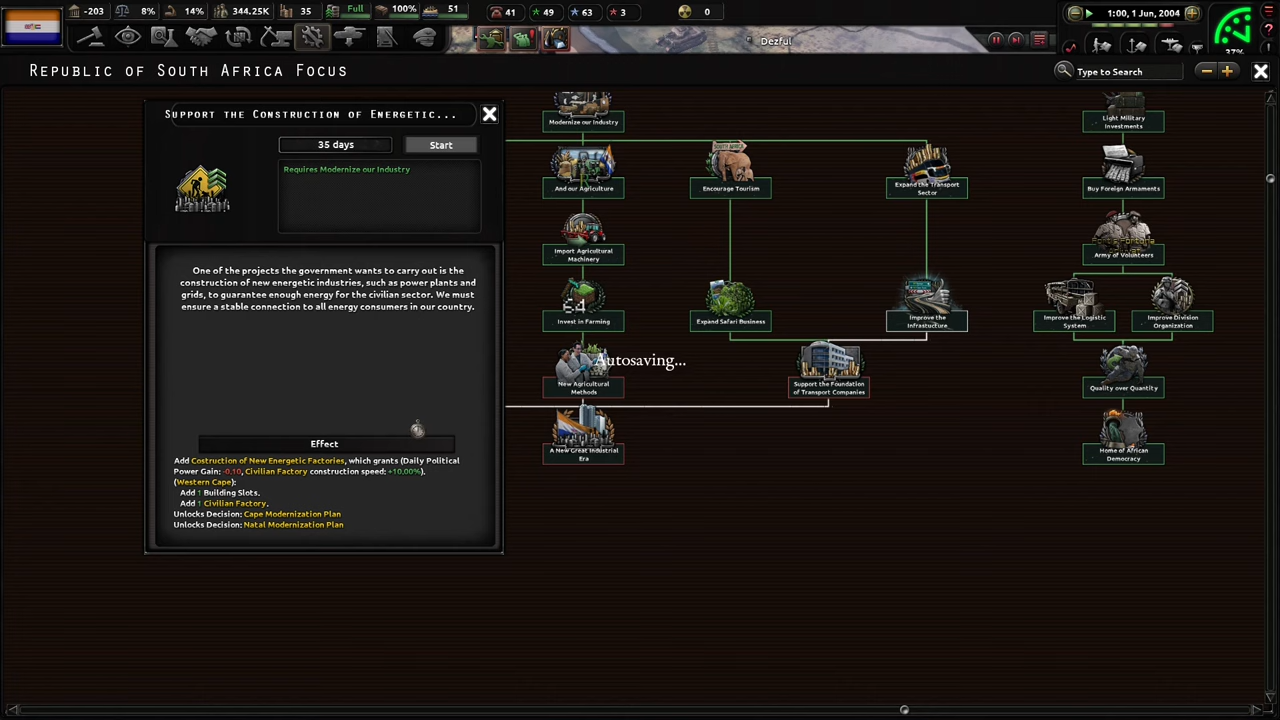 -203
8%
14%
344.25K
35
Full
100%
51
41
49
63
3
0
1:00, 1 Jun, 2004
37%
Dezful
Republic of South Africa Focus
Type to Search
Support the Construction of Energetic...
35 days
Start
Requires Modernize our Industry
One of the projects the government wants to carry out is the
construction of new energetic industries, such as power plants and
grids, to guarantee enough energy for the civilian sector. We must
ensure a stable connection to all energy consumers in our country.
Effect
Add Costruction of New Energetic Factories, which grants (Daily Political
Power Gain: -0.10, Civilian Factory construction speed: +10.00%).
(Western Cape):
Add 1 Building Slots.
Add 1 Civilian Factory.
Unlocks Decision: Cape Modernization Plan
Unlocks Decision: Natal Modernization Plan
Modernize our Industry
Light Military
Investments
And our Agriculture
Encourage Tourism
Expand the Transport
Sector
Buy Foreign Armaments
Import Agricultural
Machinery
Army of Volunteers
Invest in Farming
Expand Safari Business
Improve the
Infrastucture
Improve the Logistic
System
Improve Division
Organization
Autosaving...
New Agricultural
Methods
Support the Foundation
of Transport Companies
Quality over Quantity
A New Great Industrial
Era
Home of African
Democracy